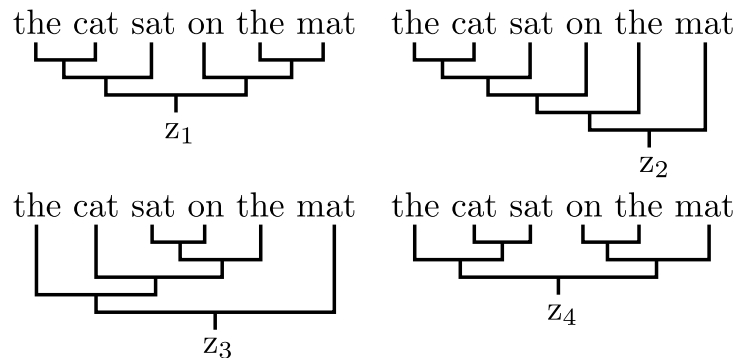 the cat sat on the mat
z1
the cat sat on the mat
z2
the cat sat on the mat
z3
the cat sat on the mat
z4